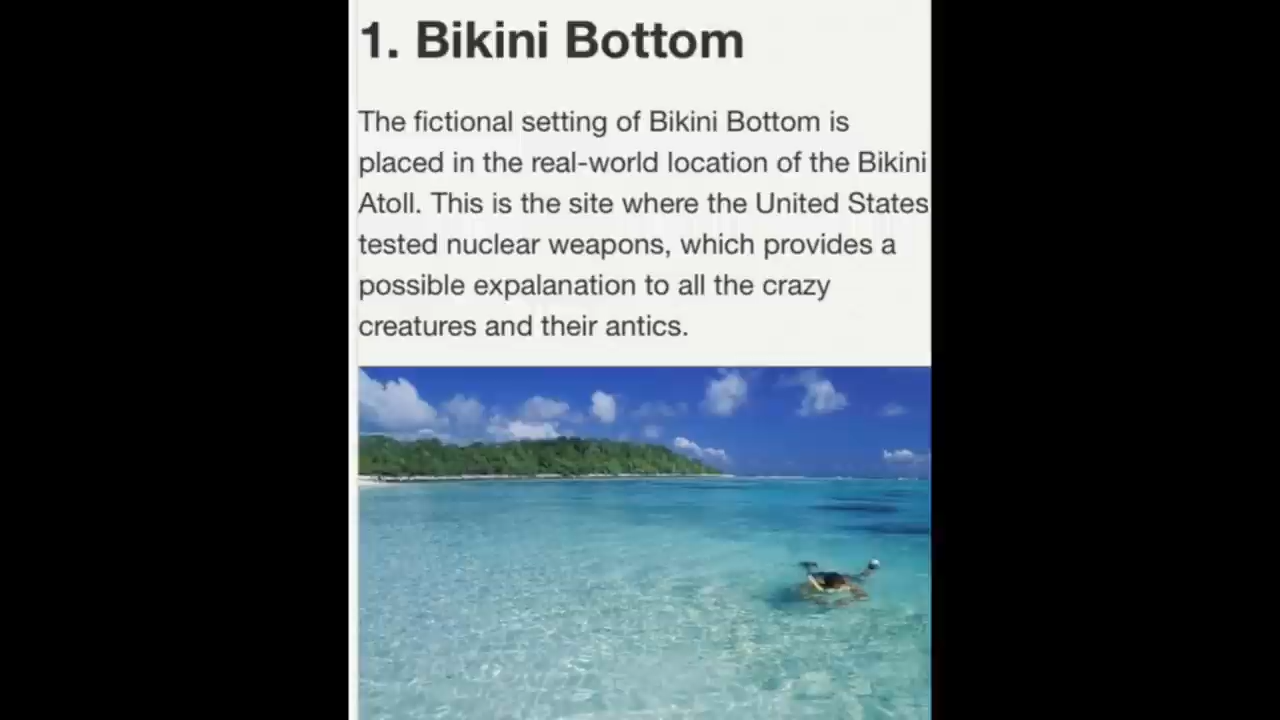 1. Bikini Bottom
The fictional setting of Bikini Bottom is
placed in the real-world location of the Bikini
Atoll. This is the site where the United States
tested nuclear weapons, which provides a
possible expalanation to all the crazy
creatures and their antics.